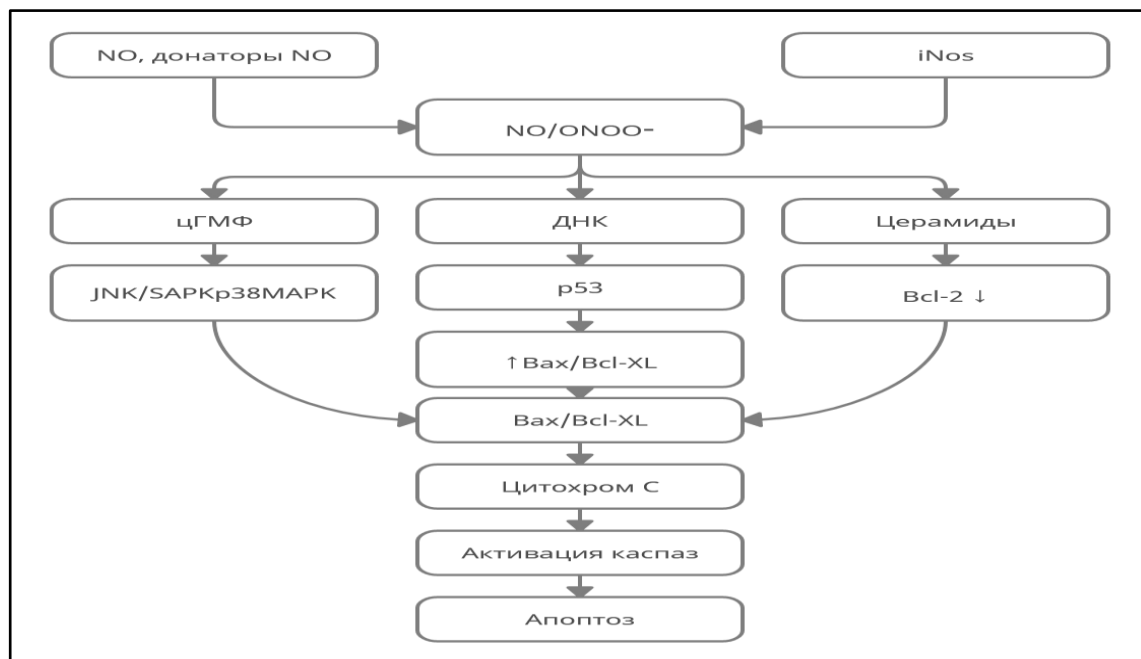 NO, донаторы NO
iNos
NO/ONOO-
цГМФ
ДНК
Церамиды
JNK/SAPKp38MAPK
p53
Bcl-2 ↓
↑Bax/Bcl-XL
Bax/Bcl-XL
Цитохром С
Активация каспаз
Апоптоз